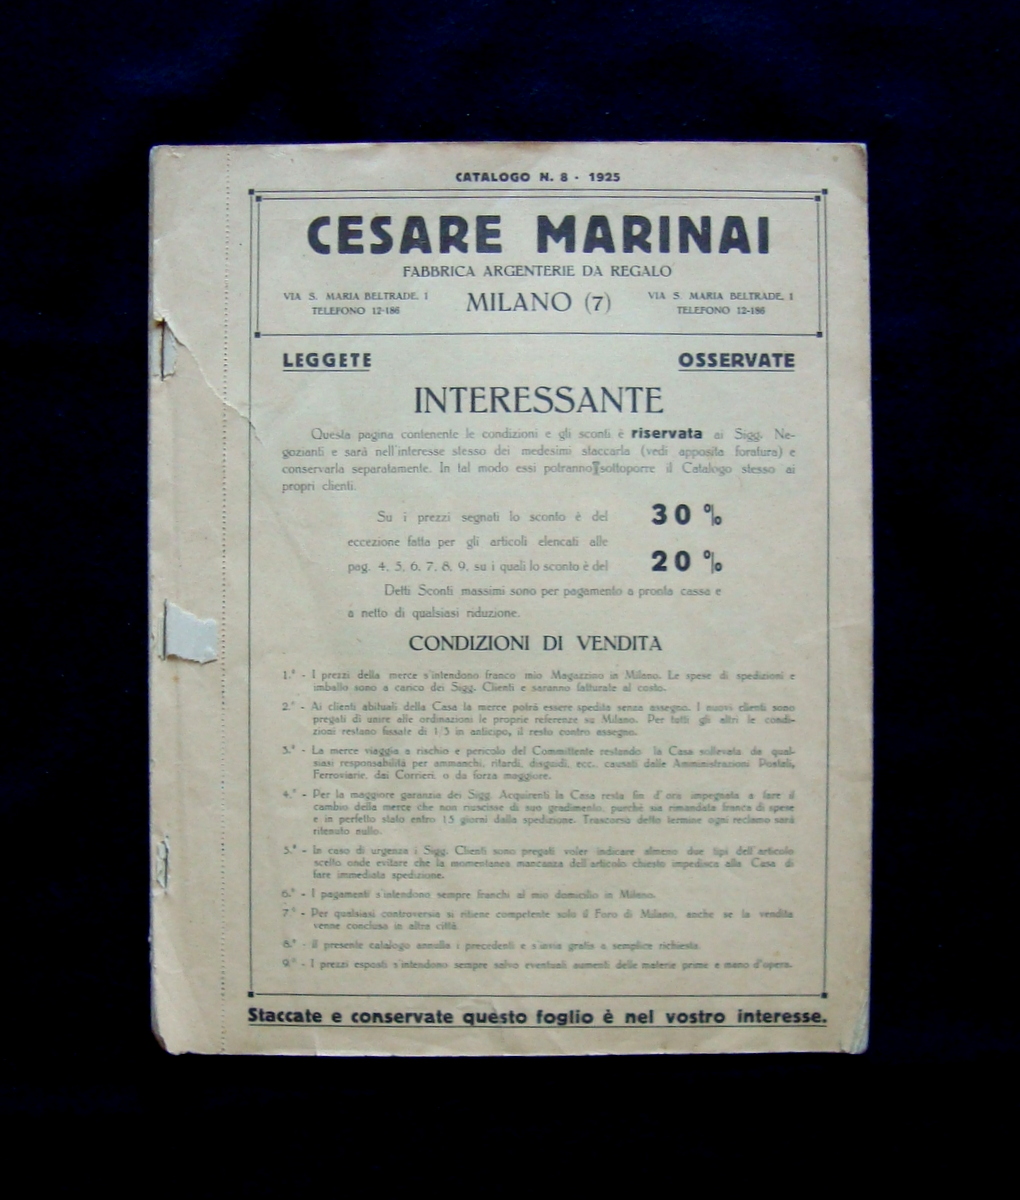 CATALOGO N. 8 - 1925
CESARE MARINAI
FABBRICA ARGENTERIE DA REGALO
VIA S. MARIA BELTRADE, 1
TELEFONO 12-186
MILANO (7)
VIA S. MARIA BELTRADE, 1
TELEFONO 12-186
LEGGETE OSSERVATE
INTERESSANTE
Questa pagina contenente le condizioni e gli sconti è riservata ai Sigg. Ne-
gozianti e sarà nell'interesse stesso dei medesimi staccarla (vedi apposita foratura) e
conservarla separatamente. In tal modo essi potranno sottoporre il Catalogo stesso ai
propri clienti.
Su i prezzi segnati lo sconto è del 30 %
eccezione fatta per gli articoli elencati alle
pag. 4, 5, 6, 7, 8, 9, su i quali lo sconto è del 20 %
Detti Sconti massimi sono per pagamento a pronta cassa e
a netto di qualsiasi riduzione.
CONDIZIONI DI VENDITA
1.° - I prezzi della merce s'intendono franco mio Magazzino in Milano. Le spese di spedizioni e
imballo sono a carico dei Sigg. Clienti e saranno fatturate al costo.
2.° - Ai clienti abituali della Casa la merce potrà essere spedita senza assegno. I nuovi clienti sono
pregati di unire alle ordinazioni le proprie referenze su Milano. Per tutti gli altri le condi-
zioni restano fissate di 1/3 in anticipo, il resto contro assegno.
3.° - La merce viaggia a rischio e pericolo del Committente restando la Casa sollevata da qual-
siasi responsabilità per ammanchi, ritardi, disguidi, ecc., causati dalle Amministrazioni Postali,
Ferroviarie, dai Corrieri, o da forza maggiore.
4.° - Per la maggiore garanzia dei Sigg. Acquirenti la Casa resta fin d'ora impegnata a fare il
cambio della merce che non riuscisse di suo gradimento, purchè sia rimandata franca di spese
e in perfetto stato entro 15 giorni dalla spedizione. Trascorso detto termine ogni reclamo sarà
ritenuto nullo.
5.° - In caso di urgenza i Sigg. Clienti sono pregati voler indicare almeno due tipi dell'articolo
scelto onde evitare che la momentanea mancanza dell'articolo chiesto impedisca alla Casa di
fare immediata spedizione.
6.° - I pagamenti s'intendono sempre franchi al mio domicilio in Milano.
7.° - Per qualsiasi controversia si ritiene competente solo il Foro di Milano, anche se la vendita
venne conclusa in altra città.
8.° - il presente catalogo annulla i precedenti e s'invia gratis a semplice richiesta.
9.° - I prezzi esposti s'intendono sempre salvo eventuali aumenti delle materie prime e mano d'opera.
Staccate e conservate questo foglio è nel vostro interesse.